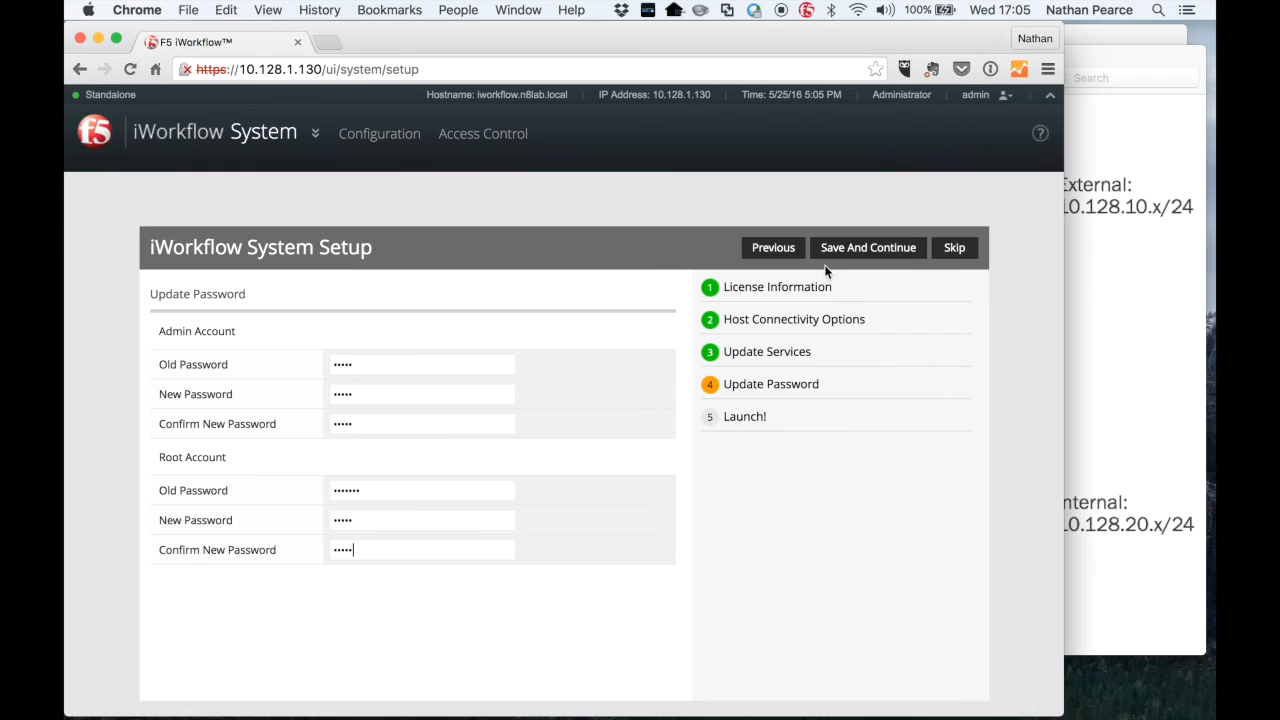 Chrome File Edit View History Bookmarks People Window Help 100% Wed 17:05 Nathan Pearce
F5 iWorkflow™ × Nathan
https://10.128.1.130/ui/system/setup
Search
Standalone Hostname: iworkflow.n8lab.local IP Address: 10.128.1.130 Time: 5/25/16 5:05 PM Administrator admin
f5 iWorkflow System Configuration Access Control ?
External:
10.128.10.x/24
iWorkflow System Setup Previous Save And Continue Skip
Update Password
Admin Account
Old Password •••••
New Password •••••
Confirm New Password •••••
Root Account
Old Password •••••••
New Password •••••
Confirm New Password •••••
1 License Information
2 Host Connectivity Options
3 Update Services
4 Update Password
5 Launch!
nternal:
10.128.20.x/24